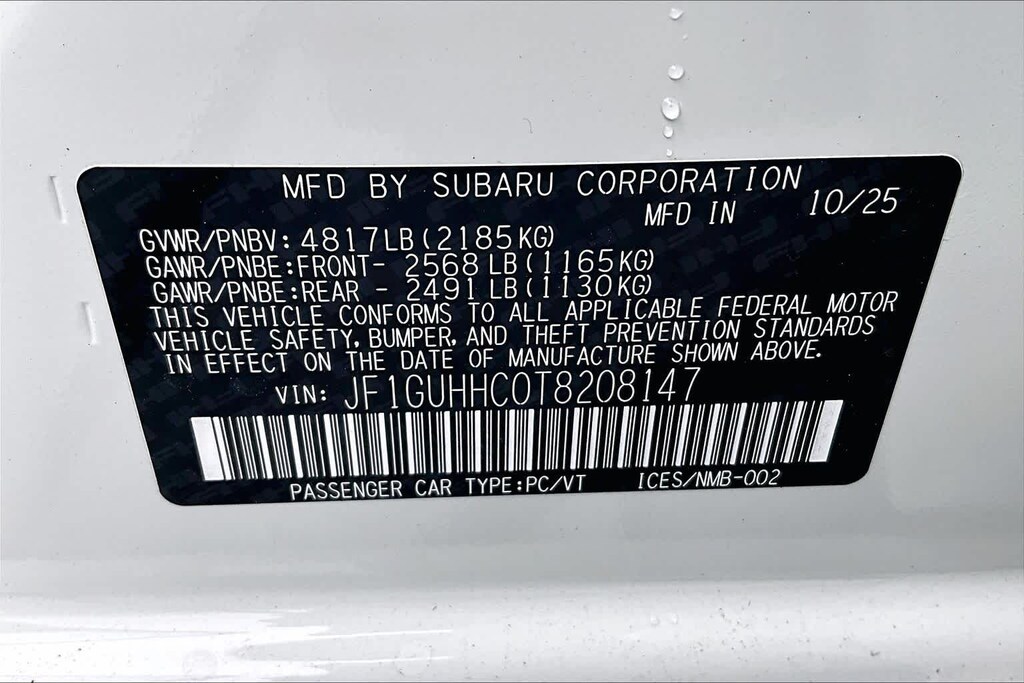 MFD BY SUBARU CORPORATION
MFD IN 10/25
GVWR/PNBV: 4817LB(2185KG)
GAWR/PNBE:FRONT- 2568 LB(1165KG)
GAWR/PNBE:REAR - 2491 LB(1130KG)
THIS VEHICLE CONFORMS TO ALL APPLICABLE FEDERAL MOTOR
VEHICLE SAFETY, BUMPER, AND THEFT PREVENTION STANDARDS
IN EFFECT ON THE DATE OF MANUFACTURE SHOWN ABOVE.
VIN: JF1GUHHC0T8208147
PASSENGER CAR TYPE:PC/VT ICES/NMB-002